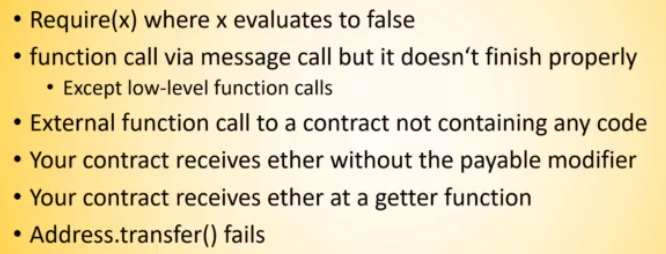 • Require(x) where x evaluates to false
• function call via message call but it doesn‘t finish properly
• Except low-level function calls
• External function call to a contract not containing any code
• Your contract receives ether without the payable modifier
• Your contract receives ether at a getter function
• Address.transfer() fails